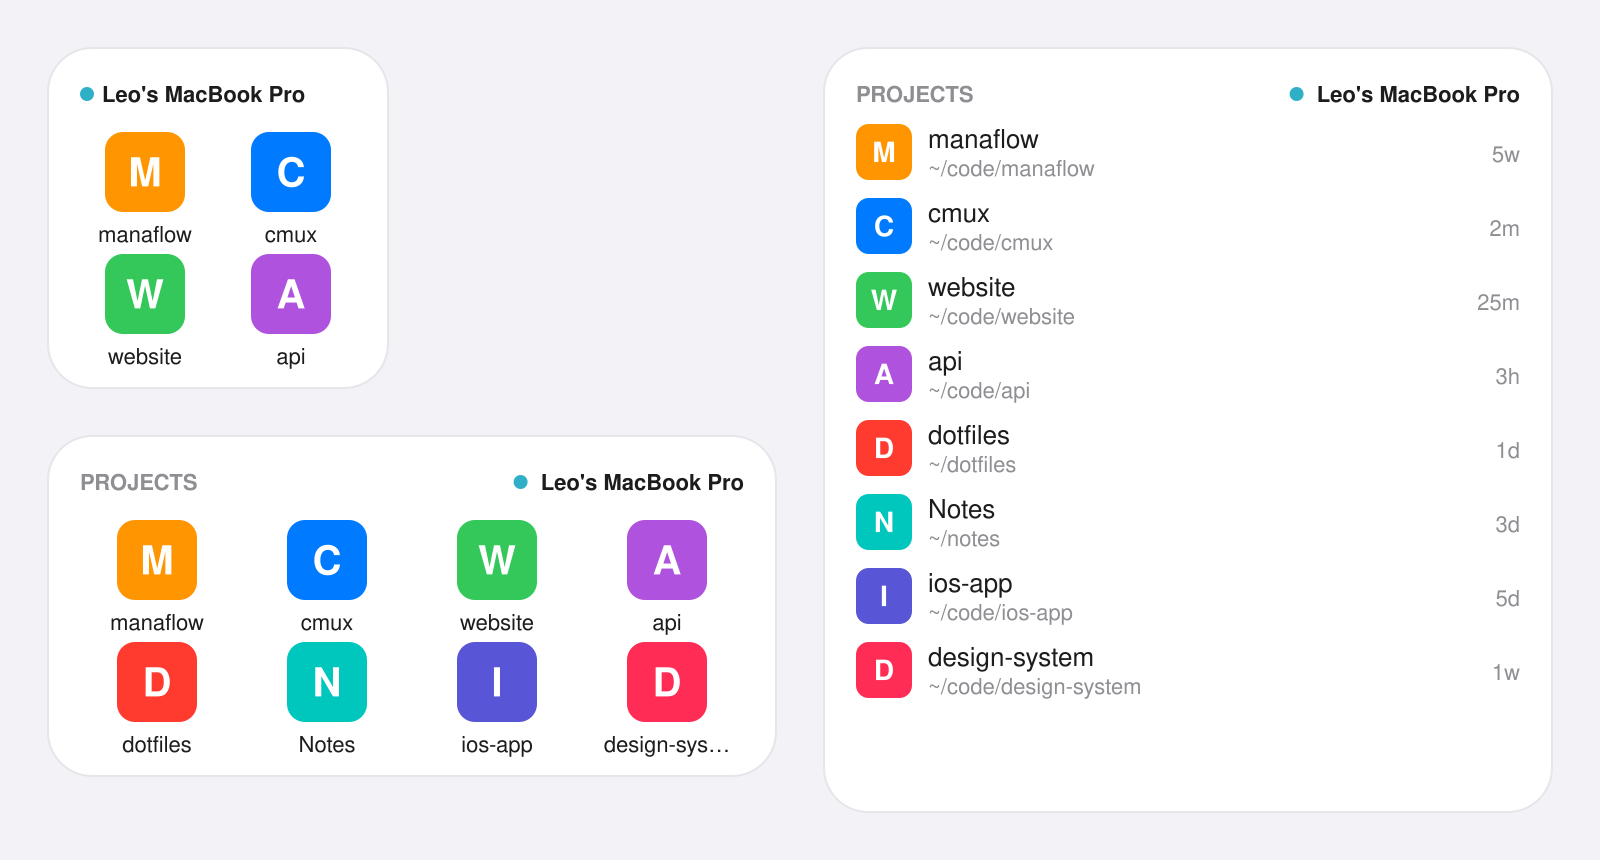 Leo's MacBook Pro
M C
manaflow cmux
W A
website api
PROJECTS Leo's MacBook Pro
M C W A
manaflow cmux website api
D N I D
dotfiles Notes ios-app design-sys…
PROJECTS Leo's MacBook Pro
M manaflow 5w
~/code/manaflow
C cmux 2m
~/code/cmux
W website 25m
~/code/website
A api 3h
~/code/api
D dotfiles 1d
~/dotfiles
N Notes 3d
~/notes
I ios-app 5d
~/code/ios-app
D design-system 1w
~/code/design-system